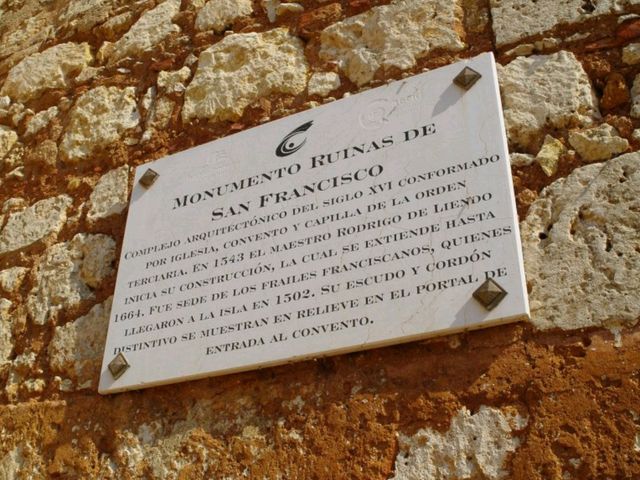 Monumento Ruinas de
San Francisco
Complejo arquitectónico del siglo XVI conformado
por iglesia, convento y capilla de la Orden
Terciaria. En 1543 el maestro Rodrigo de Liendo
inicia su construcción, la cual se extiende hasta
1664. Fue sede de los frailes franciscanos, quienes
llegaron a la isla en 1502. Su escudo y cordón
distintivo se muestran en relieve en el portal de
entrada al convento.